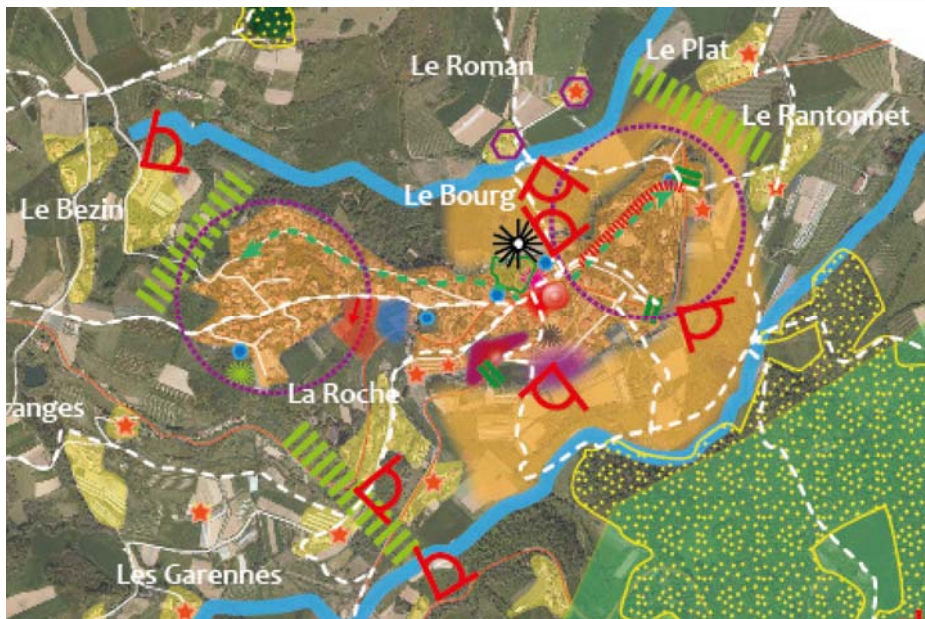 Le Roman
Le Plat
Le Rantonnet
Le Bourg
Le Bezin
La Roche
anges
Les Garennes